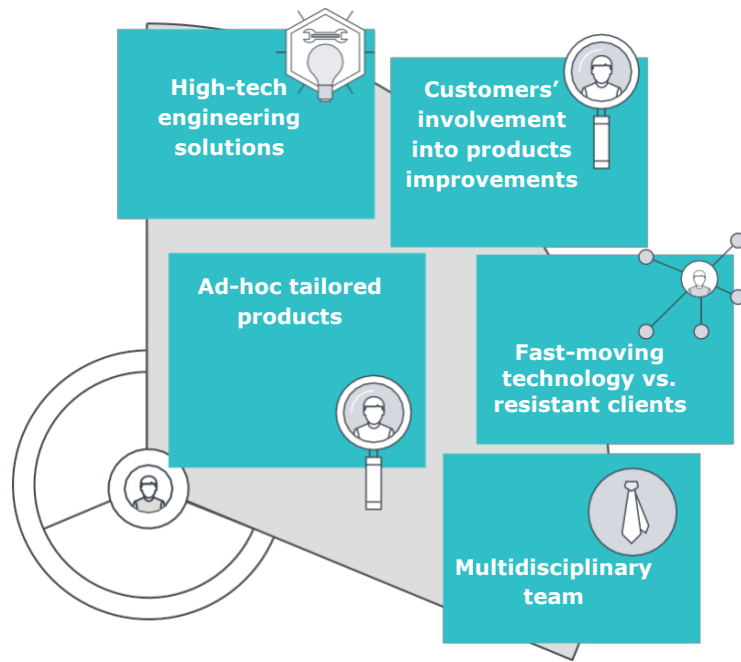 High-tech
engineering
solutions
Customers’
involvement
into products
improvements
Ad-hoc tailored
products
Fast-moving
technology vs.
resistant clients
Multidisciplinary
team